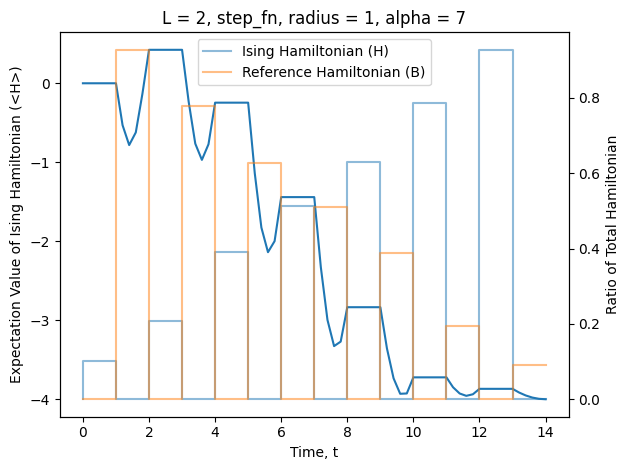 L = 2, step_fn, radius = 1, alpha = 7
Ising Hamiltonian (H)
Reference Hamiltonian (B)
Expectation Value of Ising Hamiltonian (<H>)
0
−1
−2
−3
−4
0.8
0.6
0.4
0.2
0.0
Ratio of Total Hamiltonian
0 2 4 6 8 10 12 14
Time, t